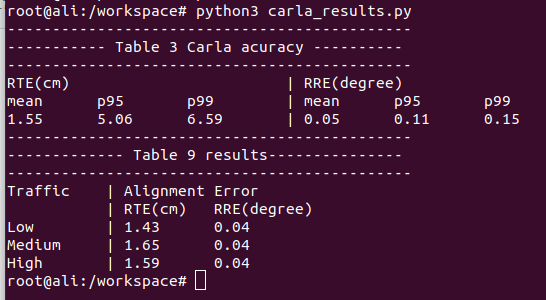 root@ali:/workspace# python3 carla_results.py
---------------------------------------------
----------- Table 3 Carla acuracy ----------
---------------------------------------------
RTE(cm) | RRE(degree)
mean p95 p99 | mean p95 p99
1.55 5.06 6.59 | 0.05 0.11 0.15
---------------------------------------------
------------- Table 9 results---------------
---------------------------------------------
Traffic | Alignment Error
| RTE(cm) RRE(degree)
Low | 1.43 0.04
Medium | 1.65 0.04
High | 1.59 0.04
root@ali:/workspace#